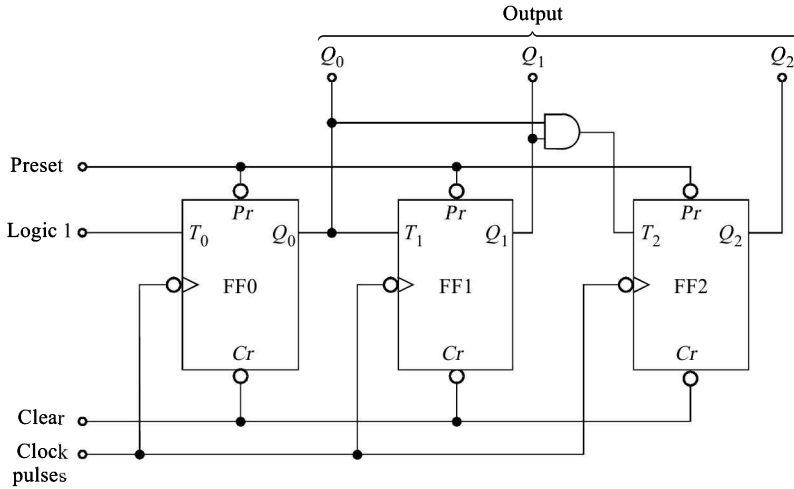 Output
Q0 Q1 Q2
Preset
Pr Pr Pr
Logic 1 T0 Q0 T1 Q1 T2 Q2
FF0 FF1 FF2
Cr Cr Cr
Clear
Clock
pulses